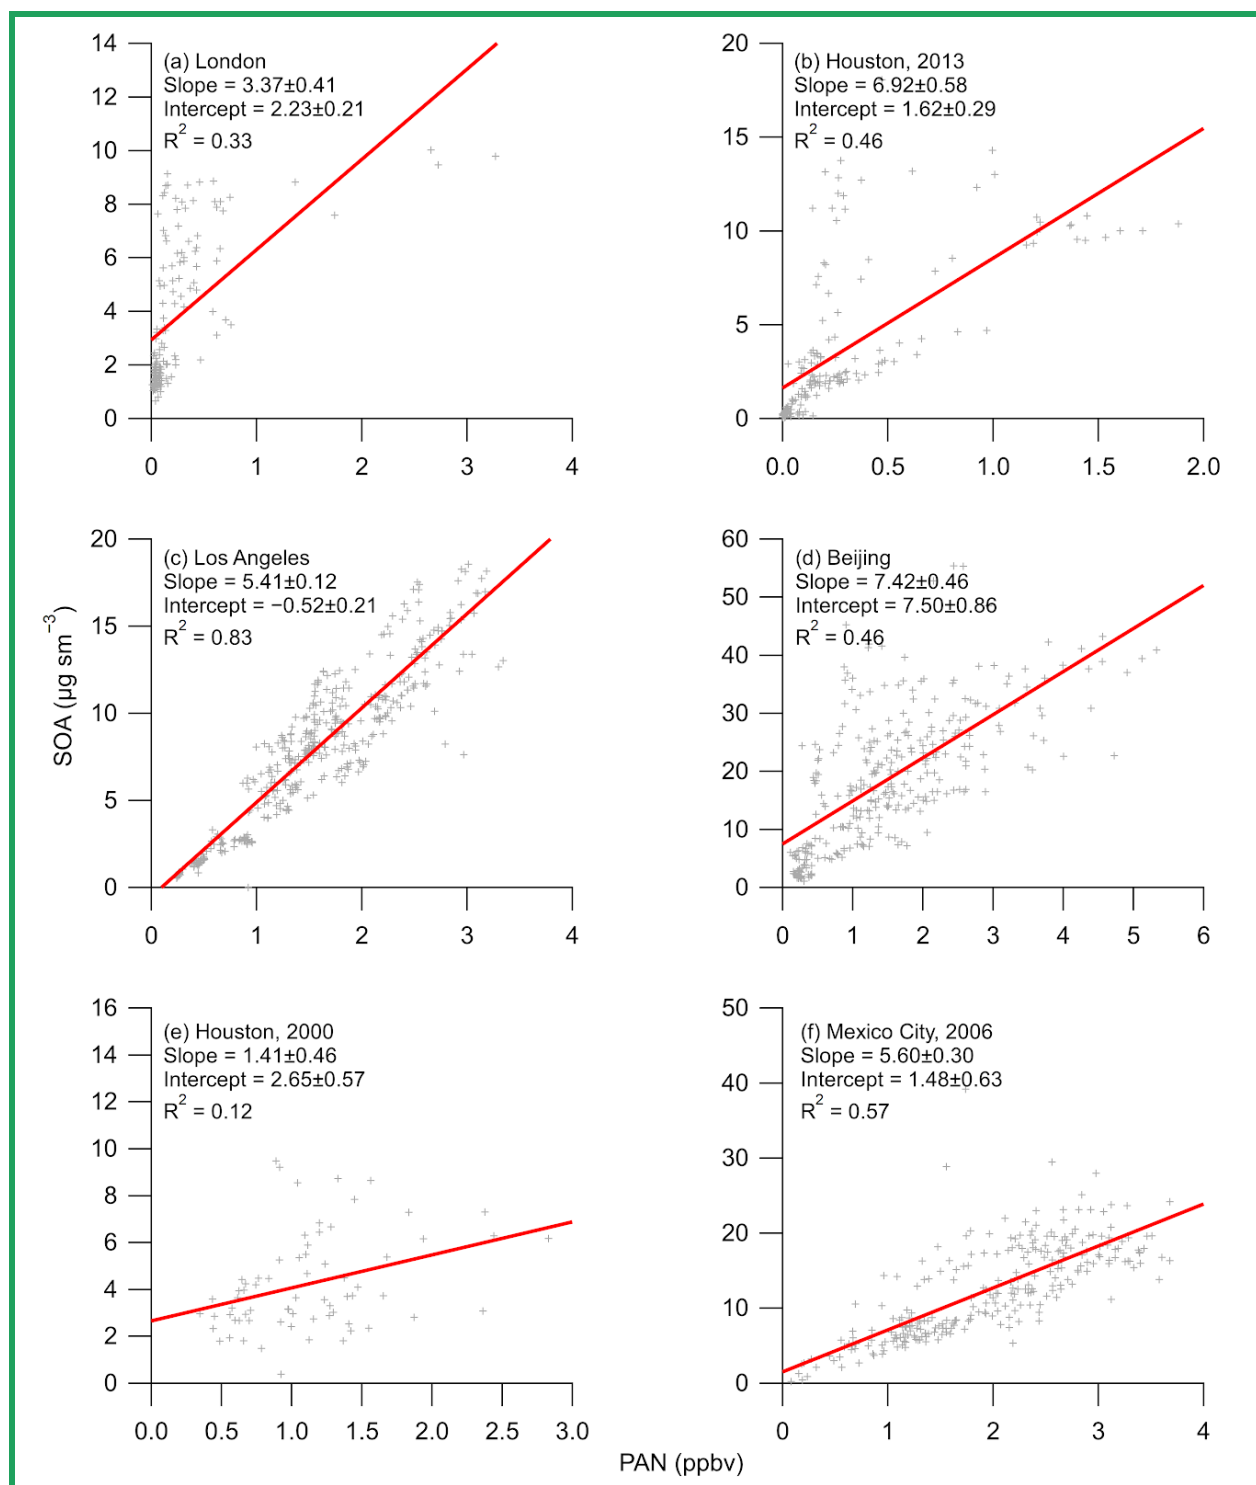 (a) London
Slope = 3.37±0.41
Intercept = 2.23±0.21
R² = 0.33
14
12
10
8
6
4
2
0
0 1 2 3 4
(b) Houston, 2013
Slope = 6.92±0.58
Intercept = 1.62±0.29
R² = 0.46
20
15
10
5
0
0.0 0.5 1.0 1.5 2.0
SOA (µg sm⁻³)
(c) Los Angeles
Slope = 5.41±0.12
Intercept = −0.52±0.21
R² = 0.83
20
15
10
5
0
0 1 2 3 4
(d) Beijing
Slope = 7.42±0.46
Intercept = 7.50±0.86
R² = 0.46
60
50
40
30
20
10
0
0 1 2 3 4 5 6
(e) Houston, 2000
Slope = 1.41±0.46
Intercept = 2.65±0.57
R² = 0.12
16
14
12
10
8
6
4
2
0
0.0 0.5 1.0 1.5 2.0 2.5 3.0
(f) Mexico City, 2006
Slope = 5.60±0.30
Intercept = 1.48±0.63
R² = 0.57
50
40
30
20
10
0
0 1 2 3 4
PAN (ppbv)